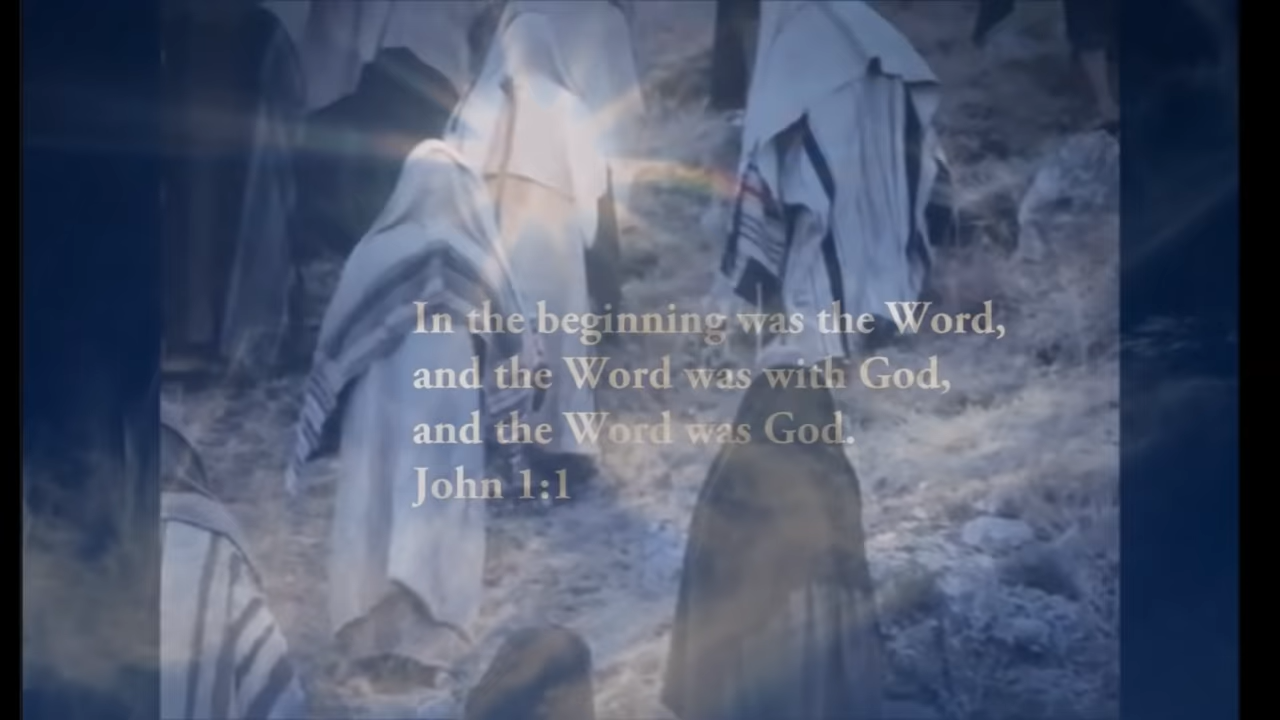 In the beginning was the Word,
and the Word was with God,
and the Word was God.
John 1:1